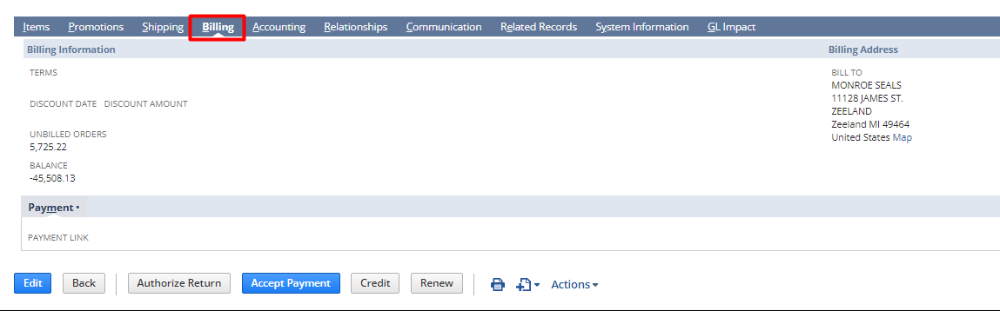 Items Promotions Shipping Billing Accounting Relationships Communication Related Records System Information GL Impact
Billing Information
Billing Address
TERMS
DISCOUNT DATE DISCOUNT AMOUNT
UNBILLED ORDERS
5,725.22
BALANCE
-45,508.13
BILL TO
MONROE SEALS
11128 JAMES ST.
ZEELAND
Zeeland MI 49464
United States Map
Payment •
PAYMENT LINK
Edit Back Authorize Return Accept Payment Credit Renew Actions